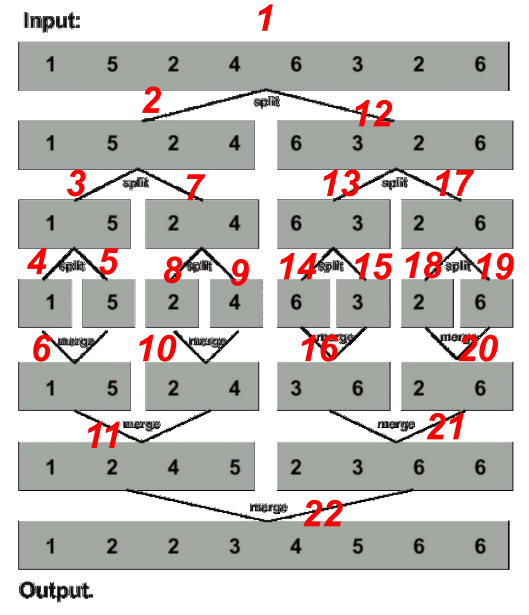 Input: 1
1 5 2 4 6 3 2 6
2 split 12
1 5 2 4 6 3 2 6
3 split 7 13 split 17
1 5 2 4 6 3 2 6
4 split 5 8 split 9 14 split 15 18 split 19
1 5 2 4 6 3 2 6
6 merge 10 merge 16 merge 20 merge
1 5 2 4 3 6 2 6
11 merge merge 21
1 2 4 5 2 3 6 6
merge 22
1 2 2 3 4 5 6 6
Output.